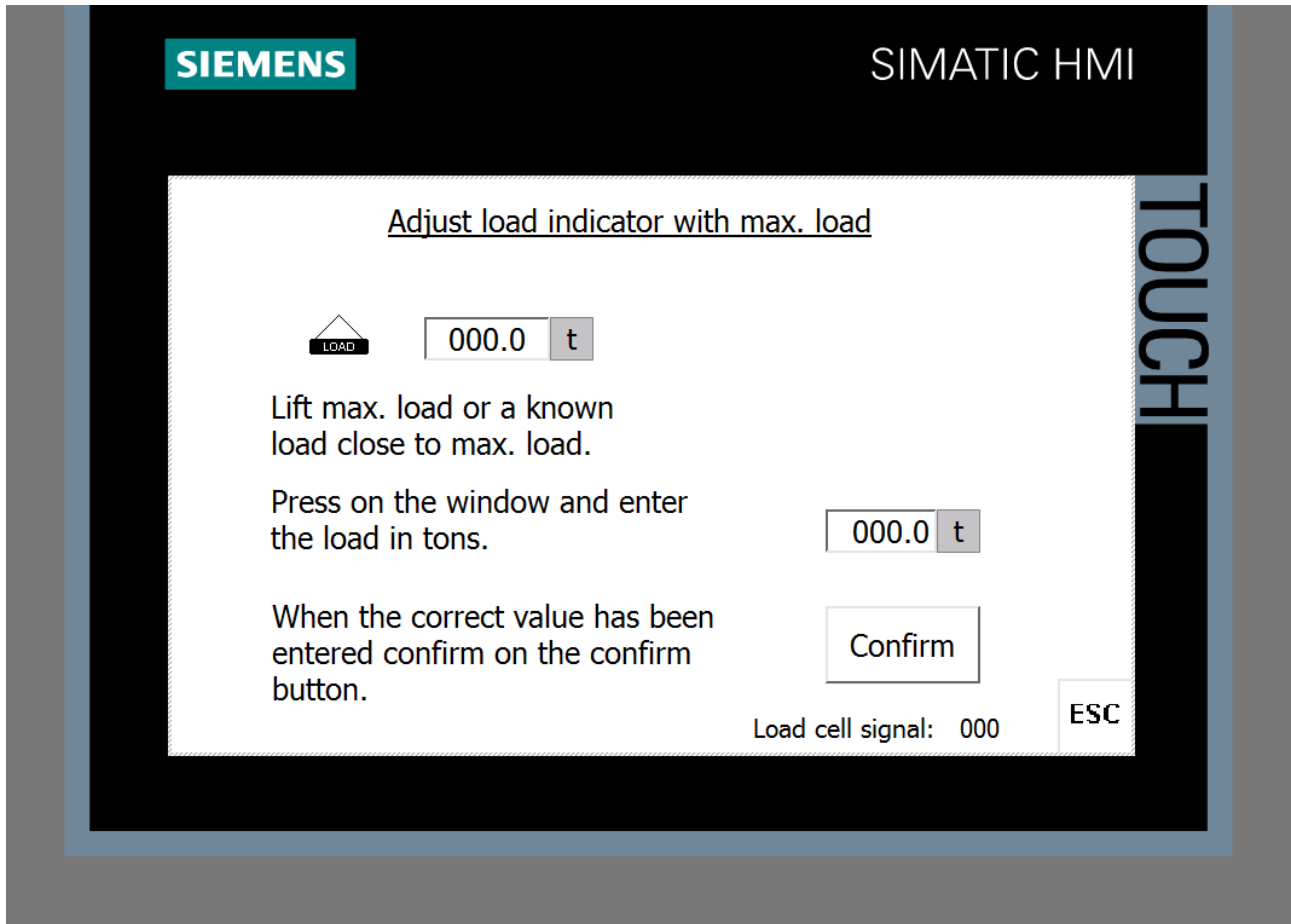 SIEMENS
SIMATIC HMI
TOUCH
Adjust load indicator with max. load
LOAD
000.0 t
Lift max. load or a known
load close to max. load.
Press on the window and enter
the load in tons.
000.0 t
When the correct value has been
entered confirm on the confirm
button.
Confirm
Load cell signal: 000
ESC